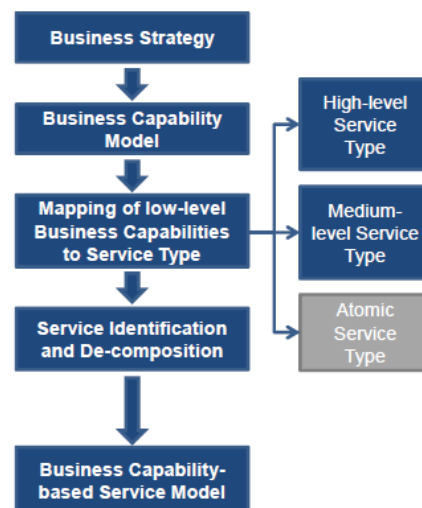 Business Strategy
Business Capability
Model
Mapping of low-level
Business Capabilities
to Service Type
Service Identification
and De-composition
Business Capability-
based Service Model
High-level
Service
Type
Medium-
level Service
Type
Atomic
Service
Type